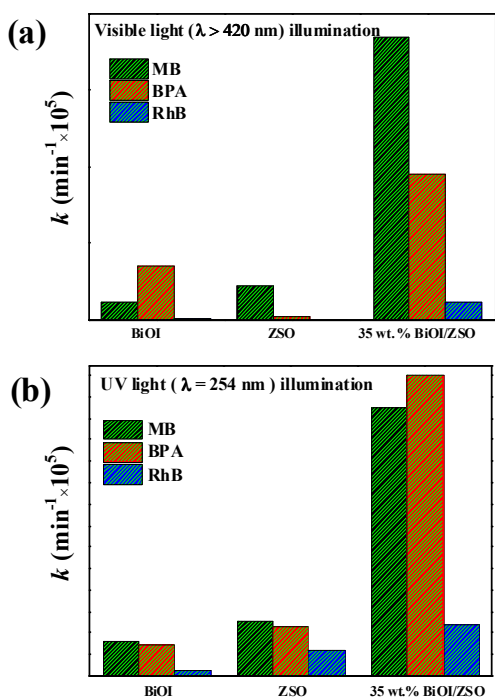 (a)
Visible light (λ > 420 nm) illumination
MB
BPA
RhB
k (min⁻¹×10⁵)
BiOI ZSO 35 wt.% BiOI/ZSO
(b)
UV light ( λ = 254 nm ) illumination
MB
BPA
RhB
k (min⁻¹×10⁵)
BiOI ZSO 35 wt.% BiOI/ZSO